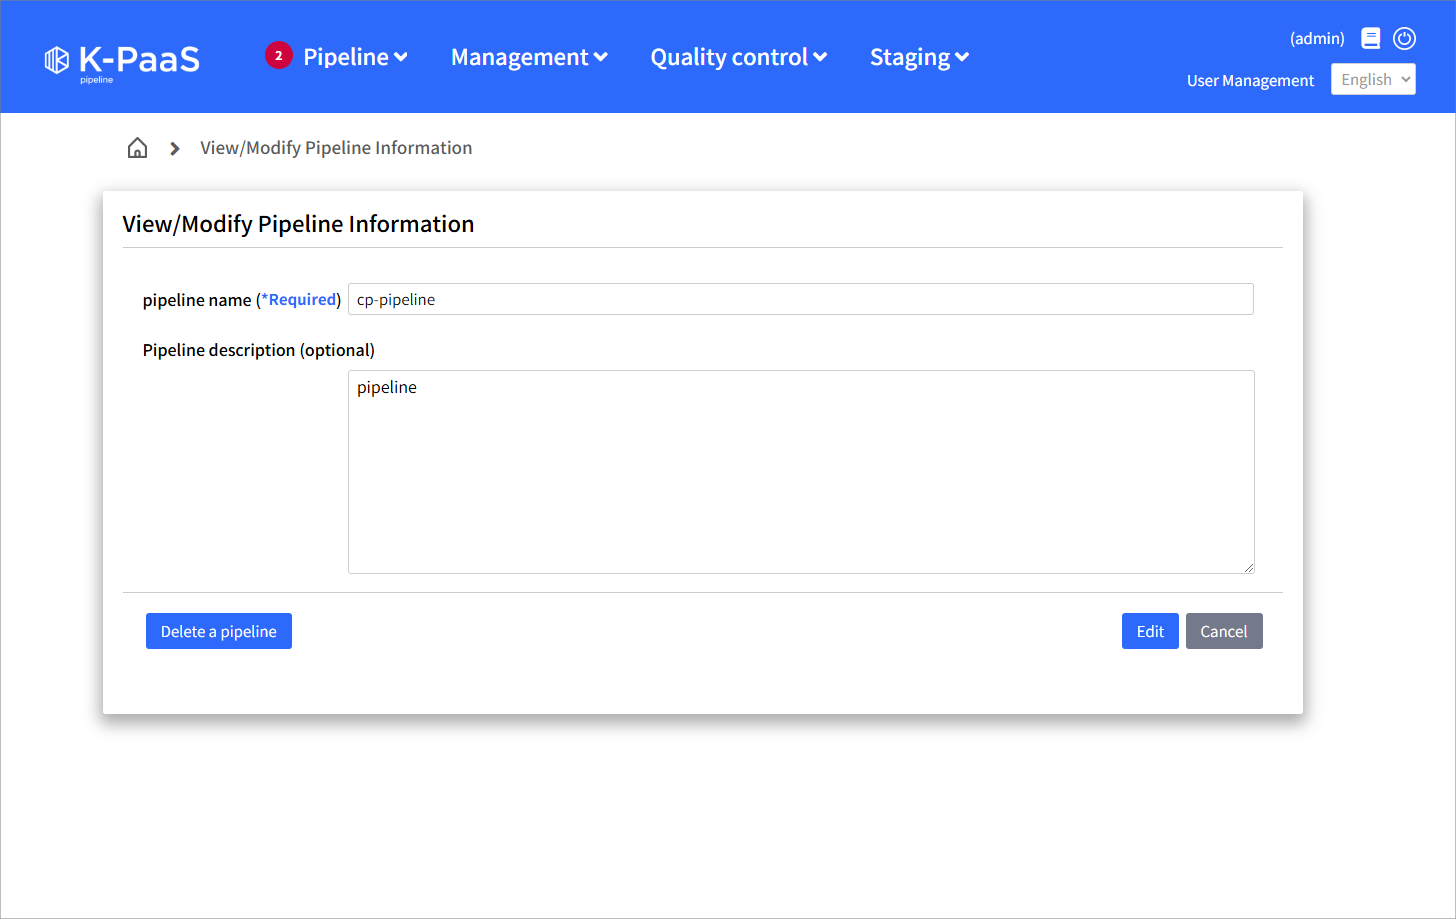 K-PaaS
pipeline
2 Pipeline Management Quality control Staging
(admin)
User Management English
View/Modify Pipeline Information
View/Modify Pipeline Information
pipeline name (*Required) cp-pipeline
Pipeline description (optional)
pipeline
Delete a pipeline Edit Cancel